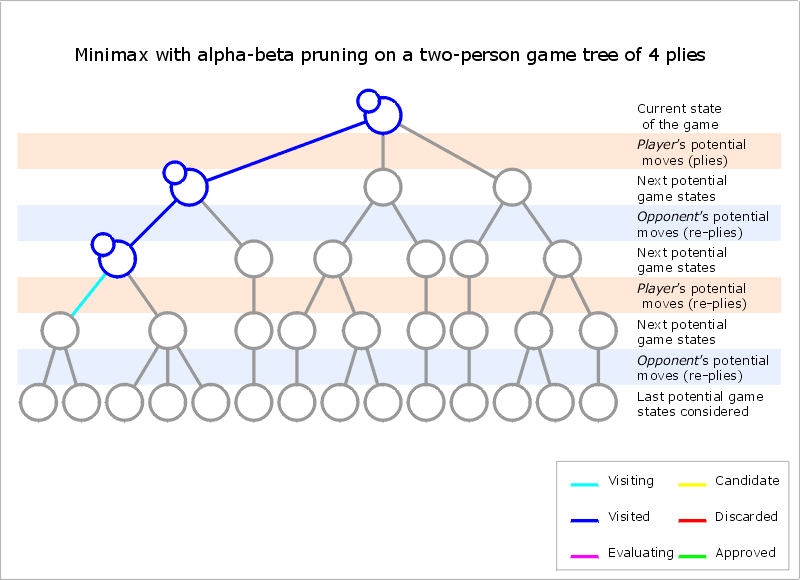 Minimax with alpha-beta pruning on a two-person game tree of 4 plies
Current state
of the game
Player's potential
moves (plies)
Next potential
game states
Opponent's potential
moves (re-plies)
Next potential
game states
Player's potential
moves (re-plies)
Next potential
game states
Opponent's potential
moves (re-plies)
Last potential game
states considered
Visiting
Candidate
Visited
Discarded
Evaluating
Approved